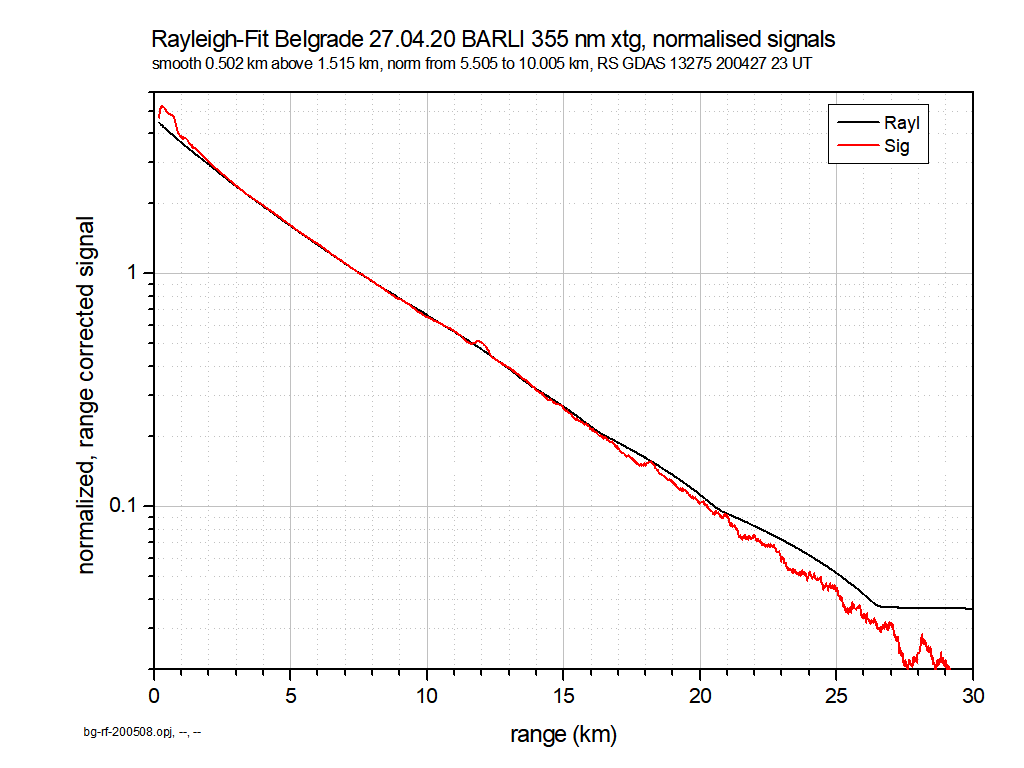 Rayleigh-Fit Belgrade 27.04.20 BARLI 355 nm xtg, normalised signals
smooth 0.502 km above 1.515 km, norm from 5.505 to 10.005 km, RS GDAS 13275 200427 23 UT
Rayl
Sig
normalized, range corrected signal
1
0.1
0 5 10 15 20 25 30
range (km)
bg-rf-200508.opj, --, --